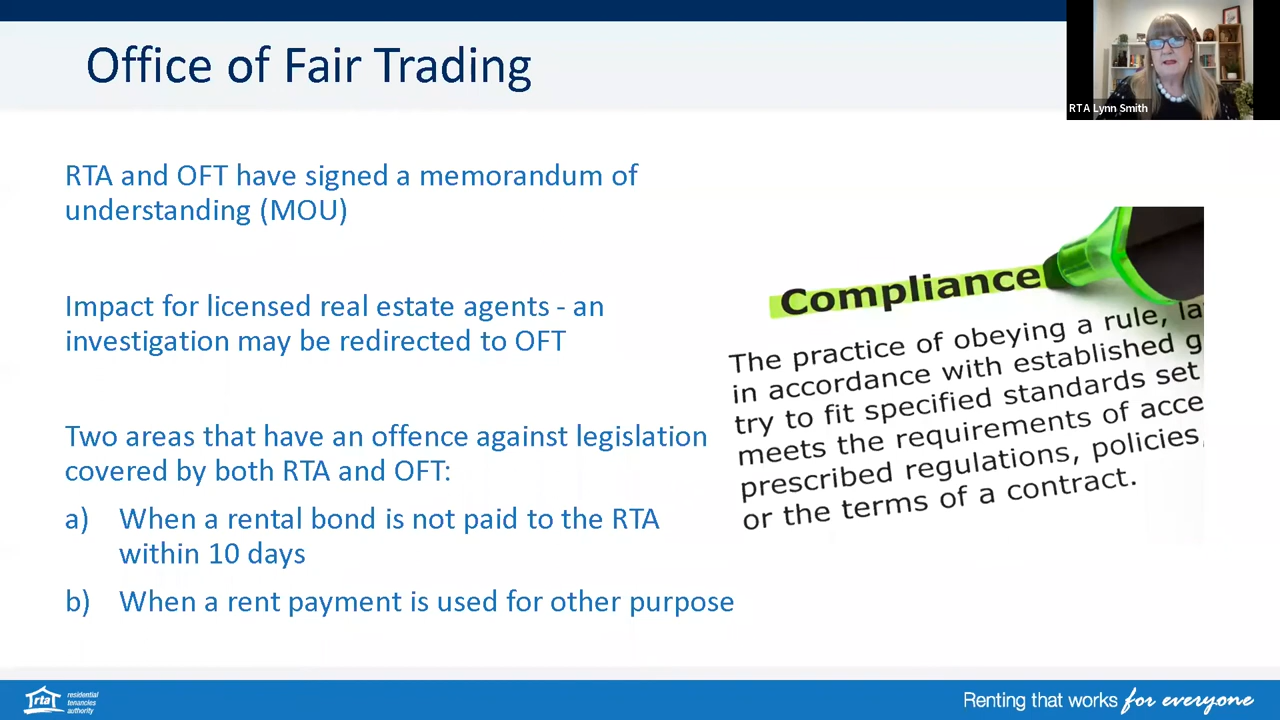 Office of Fair Trading
RTA Lynn Smith
RTA and OFT have signed a memorandum of
understanding (MOU)
Impact for licensed real estate agents - an
investigation may be redirected to OFT
Two areas that have an offence against legislation
covered by both RTA and OFT:
a) When a rental bond is not paid to the RTA
within 10 days
b) When a rent payment is used for other purpose
Compliance
The practice of obeying a rule, la
in accordance with established g
try to fit specified standards set
meets the requirements of acce
prescribed regulations, policies,
or the terms of a contract.
rta
residential
tenancies
authority
Renting that works for everyone